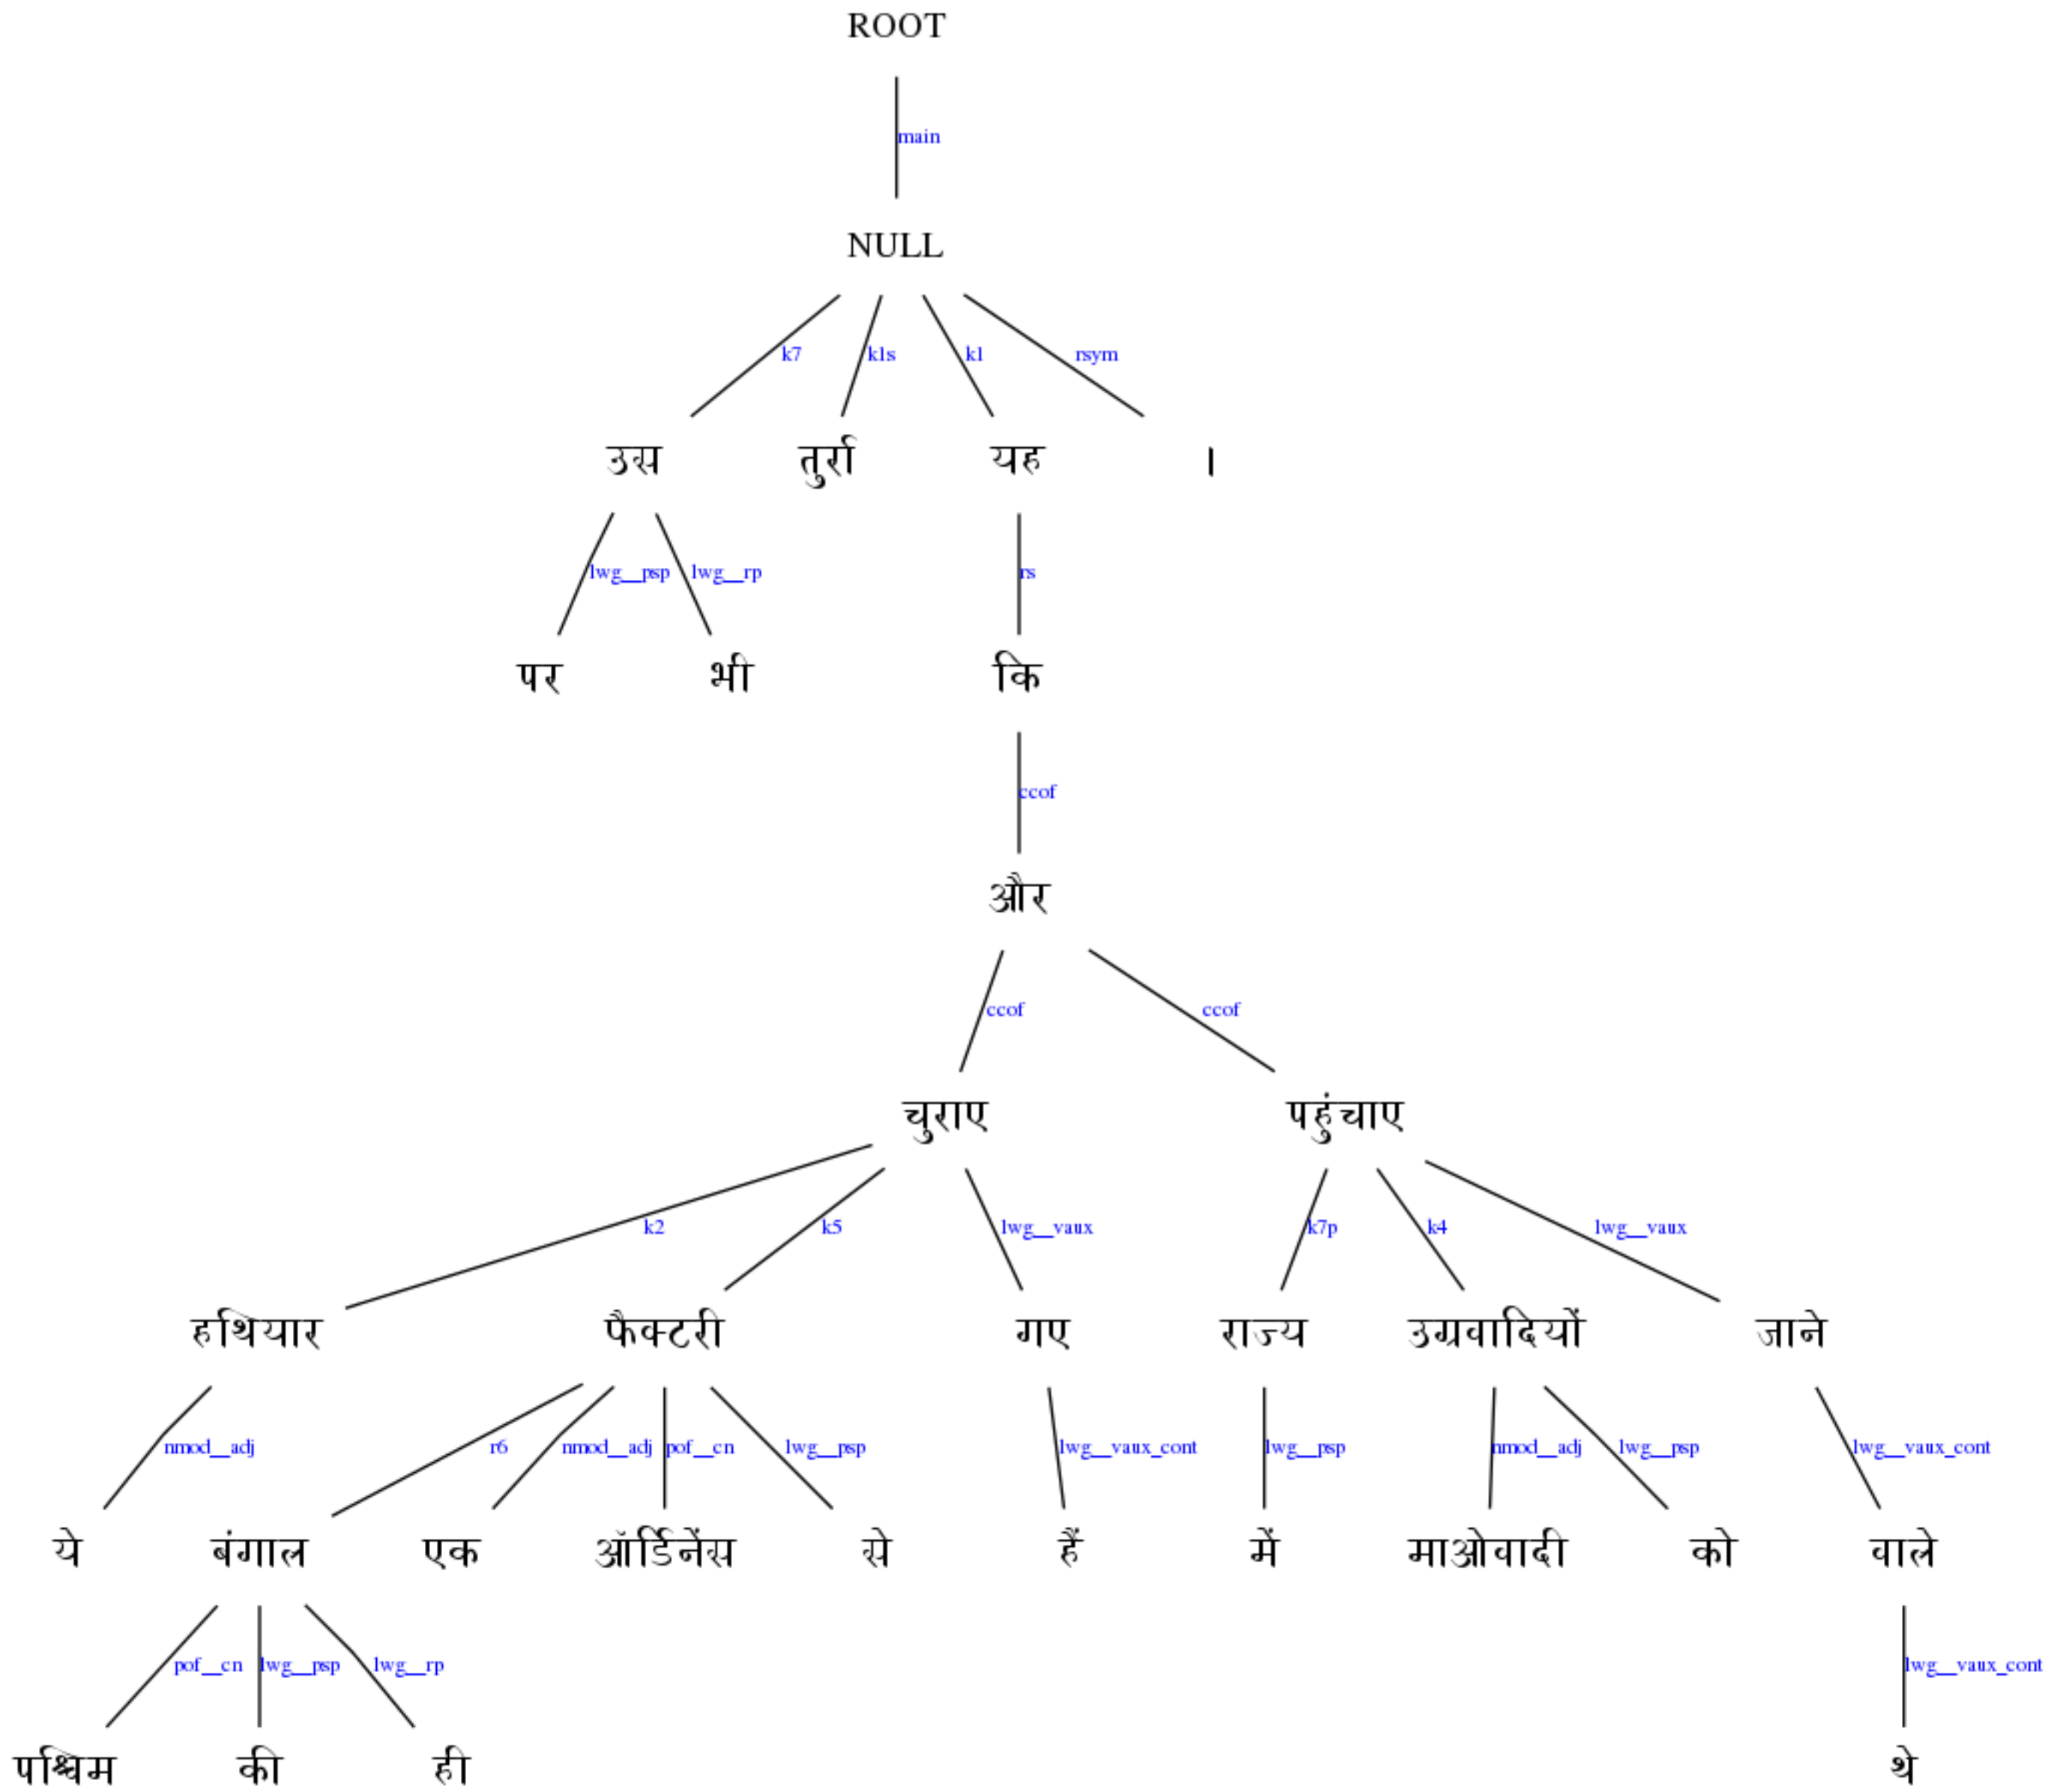 ROOT
main
NULL
k7 k1s k1 rsym
उस तुर्रा यह ।
lwg__psp lwg__rp rs
पर भी कि
ccof
और
ccof ccof
चुराए पहुंचाए
k2 k5 lwg__vaux k7p k4 lwg__vaux
हथियार फैक्टरी गए राज्य उग्रवादियों जाने
nmod__adj r6 nmod__adj pof__cn lwg__psp lwg__vaux_cont lwg__psp nmod__adj lwg__psp lwg__vaux_cont
ये बंगाल एक ऑर्डिनेंस से हैं में माओवादी को वाले
pof__cn lwg__psp lwg__rp lwg__vaux_cont
पश्चिम की ही थे